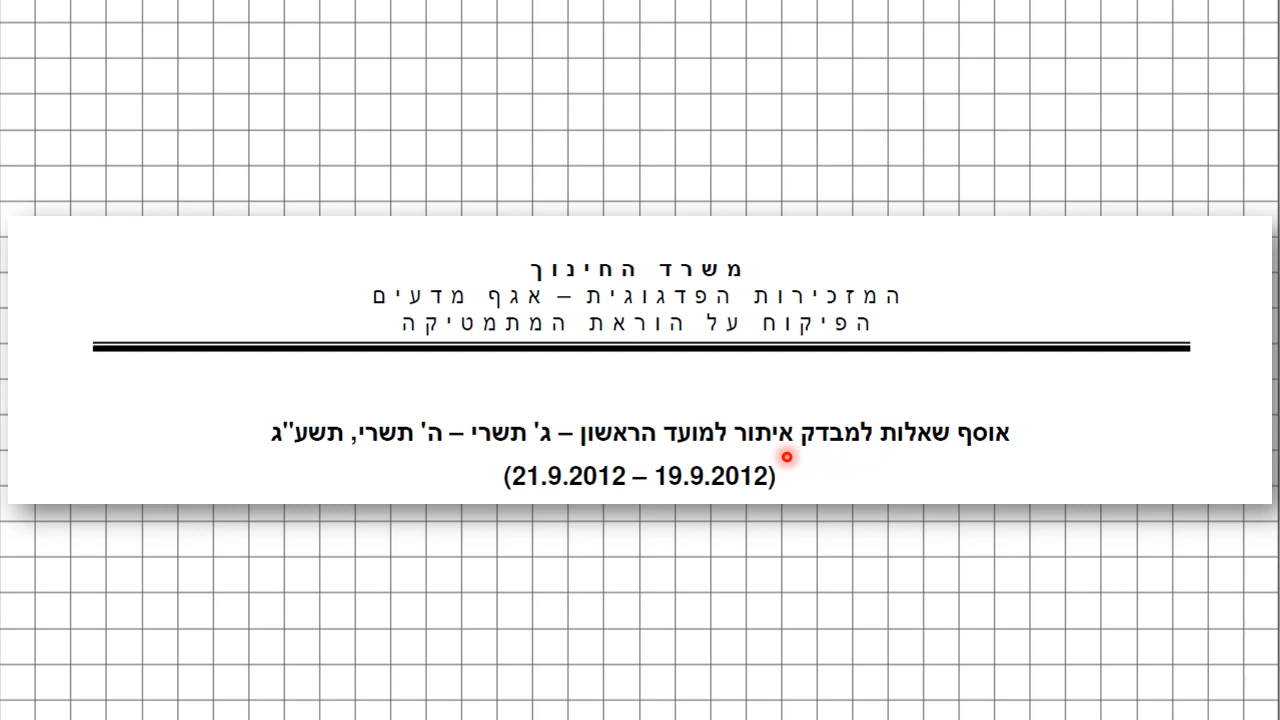 משרד החינוך
המזכירות הפדגוגית – אגף מדעים
הפיקוח על הוראת המתמטיקה
אוסף שאלות למבדק איתור למועד הראשון – ג' תשרי – ה' תשרי, תשע"ג
(19.9.2012 – 21.9.2012)